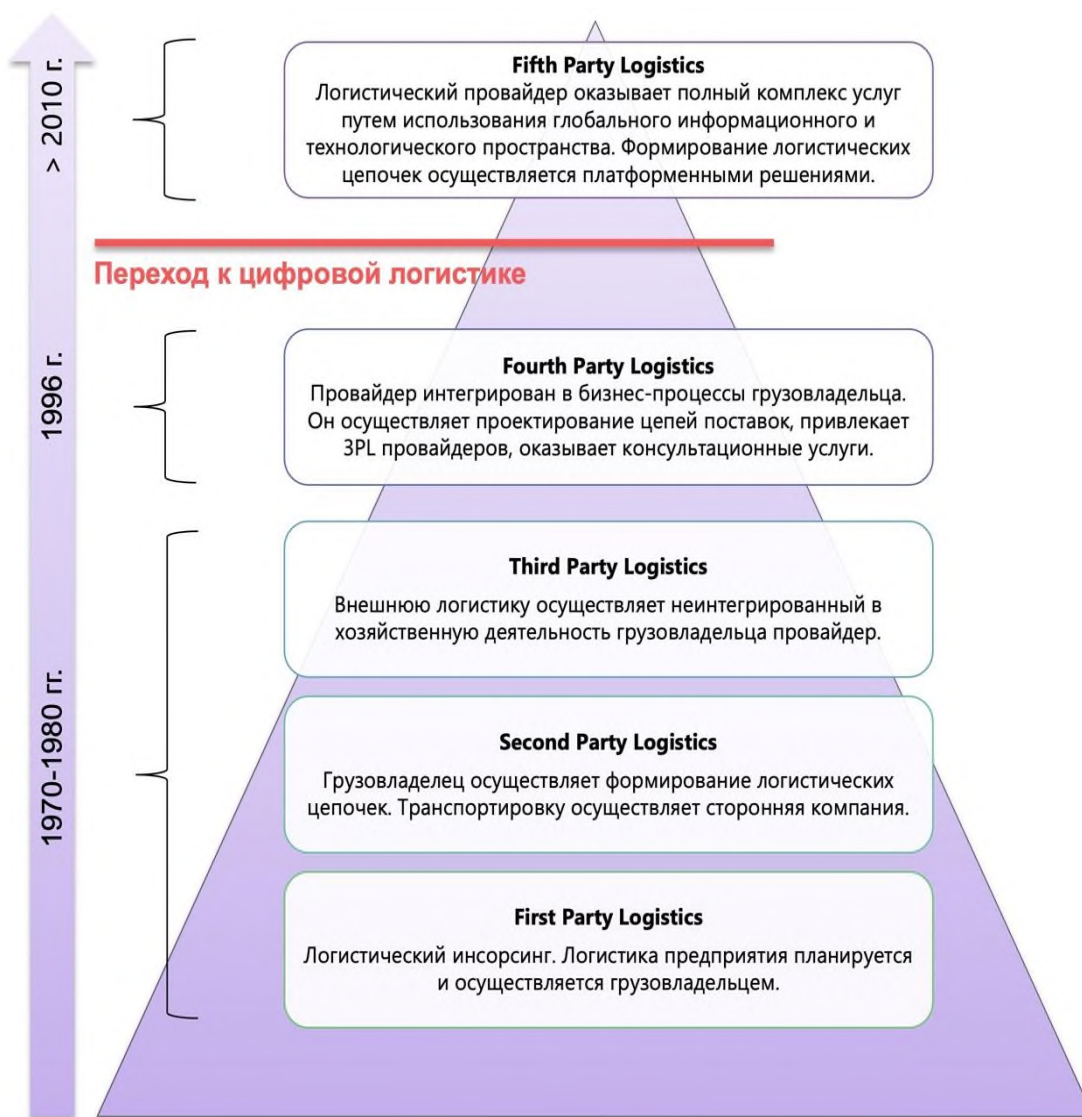 > 2010 г.
Fifth Party Logistics
Логистический провайдер оказывает полный комплекс услуг
путем использования глобального информационного и
технологического пространства. Формирование логистических
цепочек осуществляется платформенными решениями.
Переход к цифровой логистике
1996 г.
Fourth Party Logistics
Провайдер интегрирован в бизнес-процессы грузовладельца.
Он осуществляет проектирование цепей поставок, привлекает
3PL провайдеров, оказывает консультационные услуги.
1970-1980 гг.
Third Party Logistics
Внешнюю логистику осуществляет неинтегрированный в
хозяйственную деятельность грузовладельца провайдер.
Second Party Logistics
Грузовладелец осуществляет формирование логистических
цепочек. Транспортировку осуществляет сторонняя компания.
First Party Logistics
Логистический инсорсинг. Логистика предприятия планируется
и осуществляется грузовладельцем.